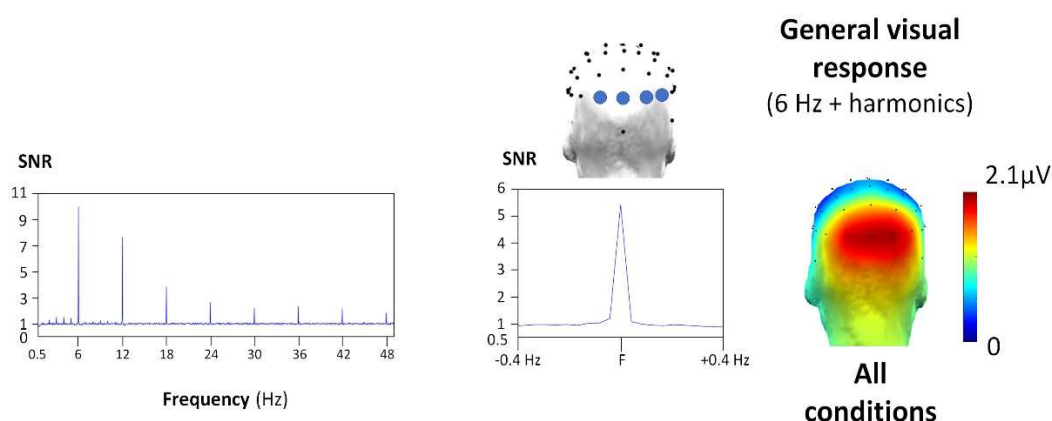 General visual
response
(6 Hz + harmonics)
SNR
11
9
7
5
3
1
0
0.5 6 12 18 24 30 36 42 48
Frequency (Hz)
SNR
6
5
4
3
2
1
0.5
-0.4 Hz F +0.4 Hz
2.1µV
0
All
conditions